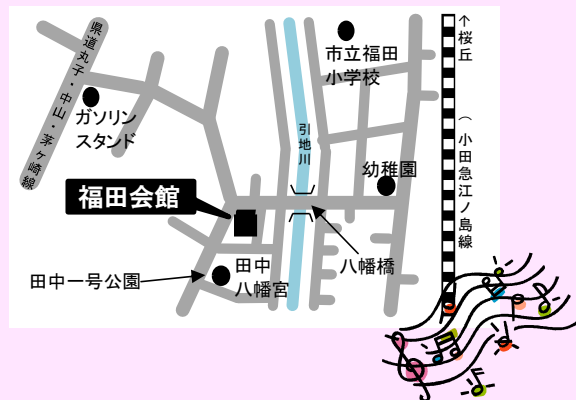 県道丸子・中山・茅ヶ崎線
ガソリン
スタンド
市立福田
小学校
↑桜丘
（小田急江ノ島線
引地川
幼稚園
福田会館
田中一号公園
田中
八幡宮
八幡橋